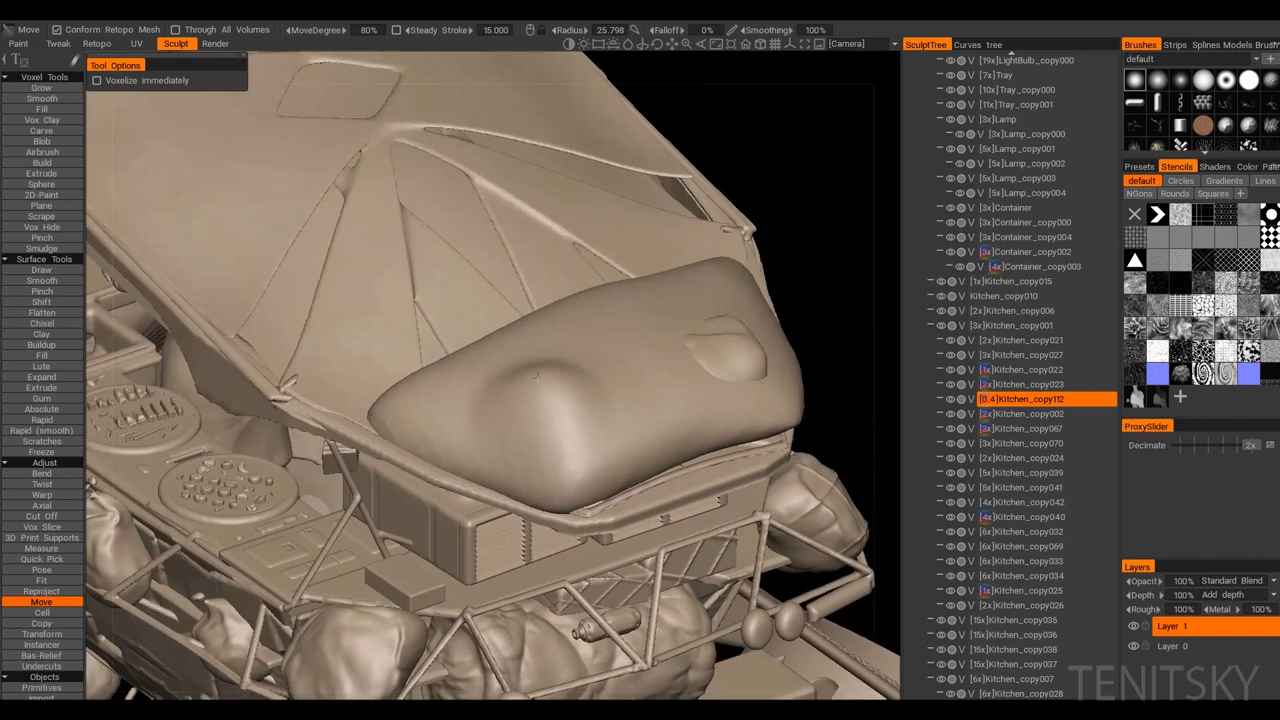 Move Conform Retopo Mesh Through All Volumes MoveDegree 80% Steady Stroke 15.000 Radius 25.798 Falloff 0% Smoothing 100%
Paint Tweak Retopo UV Sculpt Render [Camera]
Tool Options
Voxelize immediately
Voxel Tools
Grow
Smooth
Fill
Vox Clay
Carve
Blob
Airbrush
Build
Extrude
Sphere
2D-Paint
Plane
Scrape
Vox Hide
Pinch
Smudge
Surface Tools
Draw
Smooth
Pinch
Shift
Flatten
Chisel
Clay
Buildup
Fill
Lute
Expand
Extrude
Gum
Absolute
Rapid
Rapid (smooth)
Scratches
Freeze
Adjust
Bend
Twist
Warp
Axial
Cut Off
Vox Slice
3D Print Supports
Measure
Quick Pick
Pose
Fit
Reproject
Move
Cell
Copy
Transform
Instancer
Bas-Relief
Undercuts
Objects
Primitives
Import
SculptTree Curves tree
V [19x]LightBulb_copy000
V [7x]Tray
V [10x]Tray_copy000
V [11x]Tray_copy001
V [3x]Lamp
V [3x]Lamp_copy000
V [5x]Lamp_copy001
V [5x]Lamp_copy002
V [5x]Lamp_copy003
V [5x]Lamp_copy004
V [3x]Container
V [3x]Container_copy000
V [3x]Container_copy004
V [3x]Container_copy002
V [4x]Container_copy003
V [1x]Kitchen_copy015
V Kitchen_copy010
V [2x]Kitchen_copy006
V [3x]Kitchen_copy001
V [2x]Kitchen_copy021
V [3x]Kitchen_copy027
V [1x]Kitchen_copy022
V [2x]Kitchen_copy023
V [0.4]Kitchen_copy112
V [2x]Kitchen_copy002
V [3x]Kitchen_copy067
V [3x]Kitchen_copy070
V [2x]Kitchen_copy024
V [5x]Kitchen_copy039
V [5x]Kitchen_copy041
V [4x]Kitchen_copy042
V [4x]Kitchen_copy040
V [6x]Kitchen_copy032
V [6x]Kitchen_copy069
V [6x]Kitchen_copy033
V [6x]Kitchen_copy034
V [1x]Kitchen_copy025
V [2x]Kitchen_copy026
V [15x]Kitchen_copy035
V [15x]Kitchen_copy036
V [15x]Kitchen_copy038
V [15x]Kitchen_copy037
V [6x]Kitchen_copy007
V [6x]Kitchen_copy028
Brushes Strips Splines Models
default
Presets Stencils Shaders Color
default Circles Gradients Lines
NGons Rounds Squares
ProxySlider
Decimate 2x
Layers
Opacit 100% Standard Blend
Depth 100% Add depth
Rough 100% Metal 100%
Layer 1
Layer 0
TENITSKY